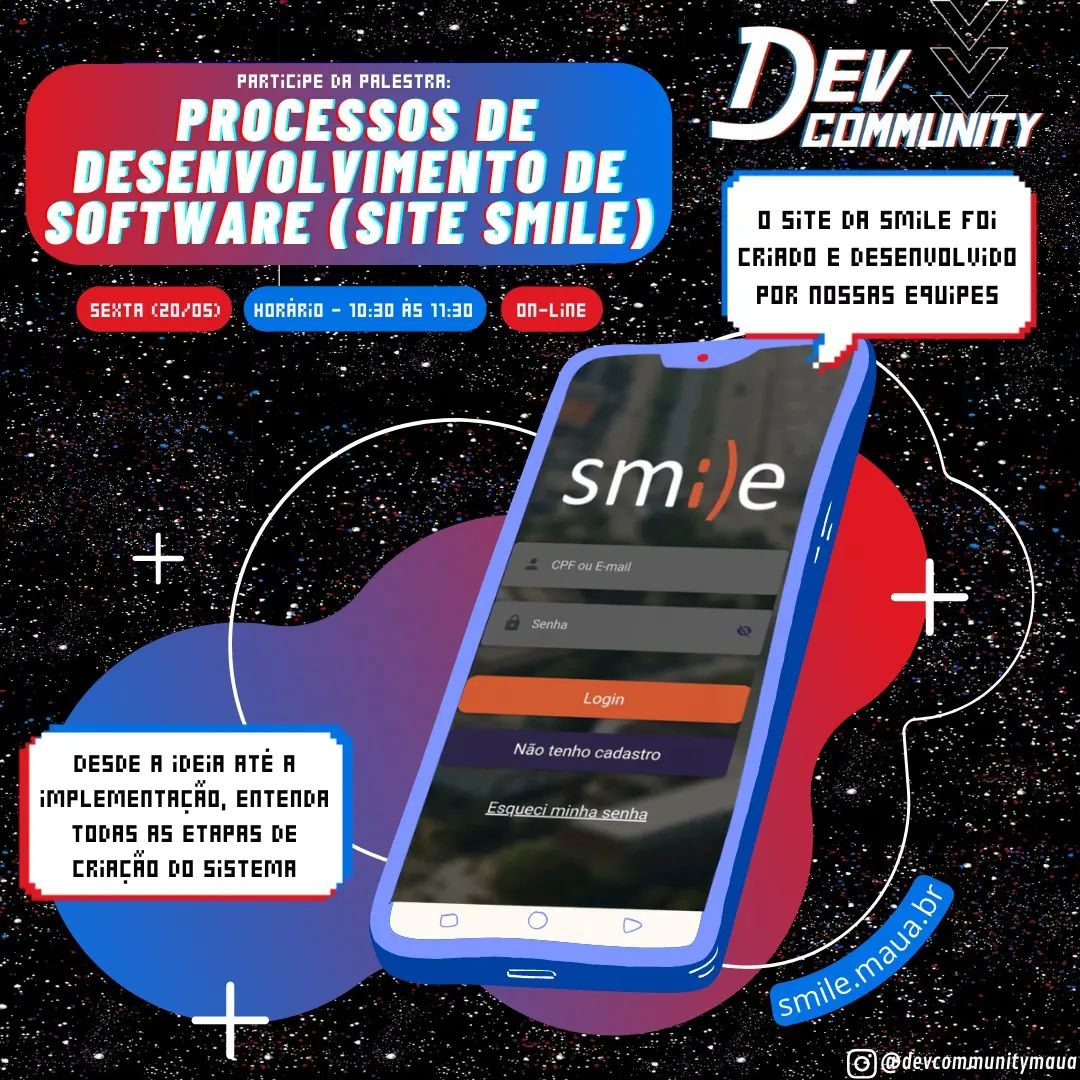 PARTICIPE DA PALESTRA:
PROCESSOS DE
DESENVOLVIMENTO DE
SOFTWARE (SITE SMILE)
SEXTA (20/05)
HORÁRIO - 10:30 ÀS 11:30
ON-LINE
DEV
COMMUNITY
O SITE DA SMILE FOI
CRIADO E DESENVOLVIDO
POR NOSSAS EQUIPES
smi)e
CPF ou E-mail
Senha
Login
Não tenho cadastro
Esqueci minha senha
DESDE A IDEIA ATÉ A
IMPLEMENTAÇÃO, ENTENDA
TODAS AS ETAPAS DE
CRIAÇÃO DO SISTEMA
smile.maua.br
@devcommunitymaua